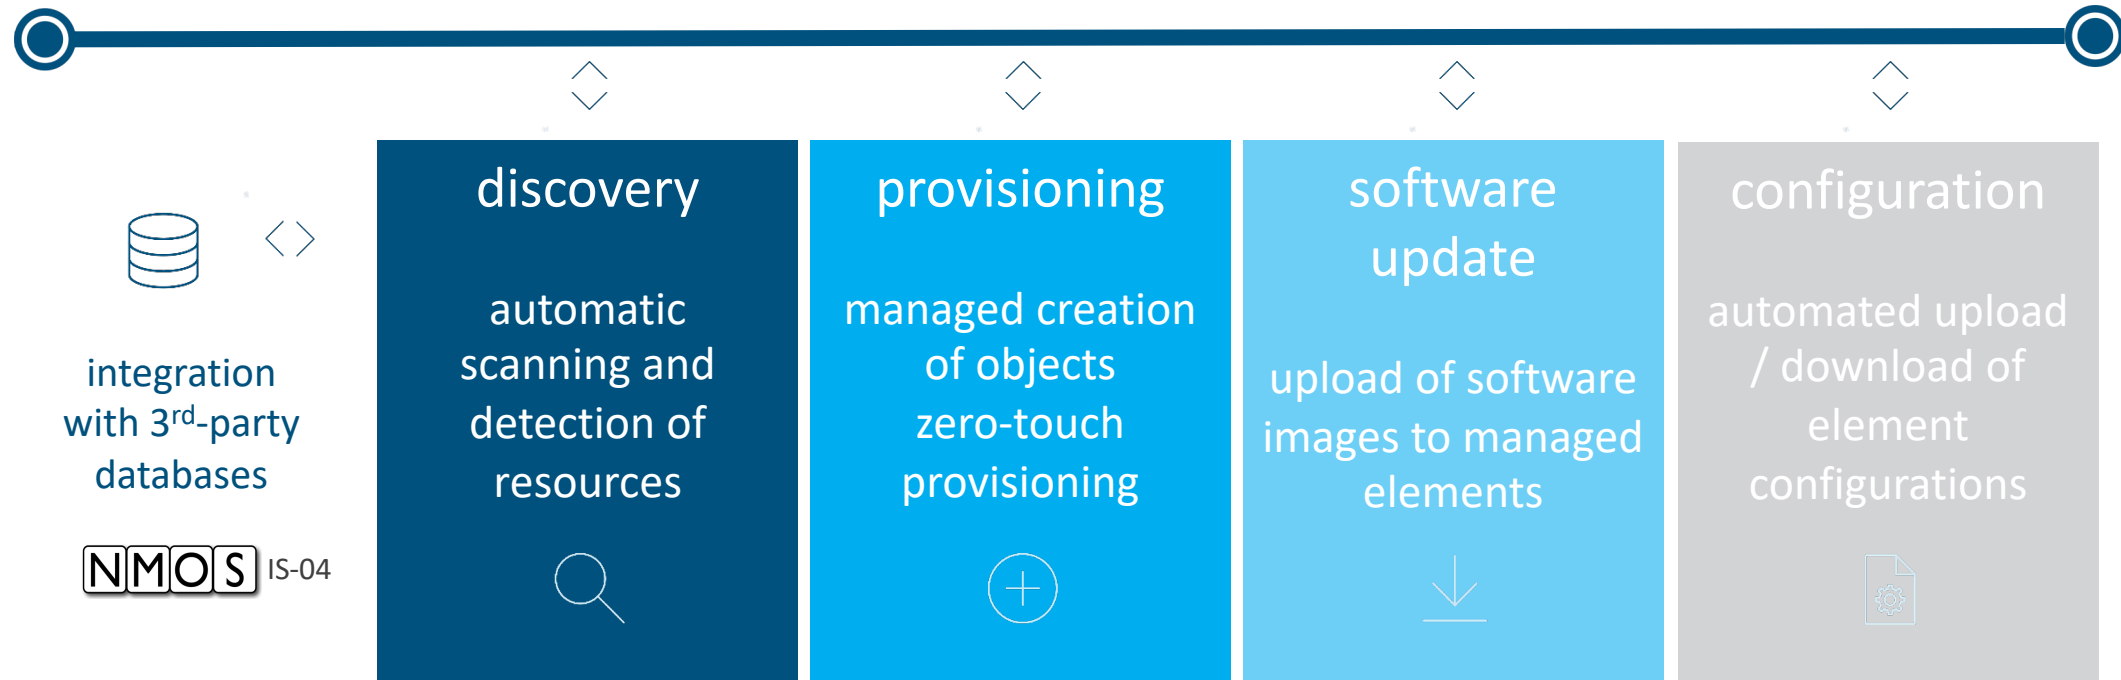 integration
with 3rd-party
databases
NMOS IS-04
discovery
automatic
scanning and
detection of
resources
provisioning
managed creation
of objects
zero-touch
provisioning
software
update
upload of software
images to managed
elements
configuration
automated upload
/ download of
element
configurations